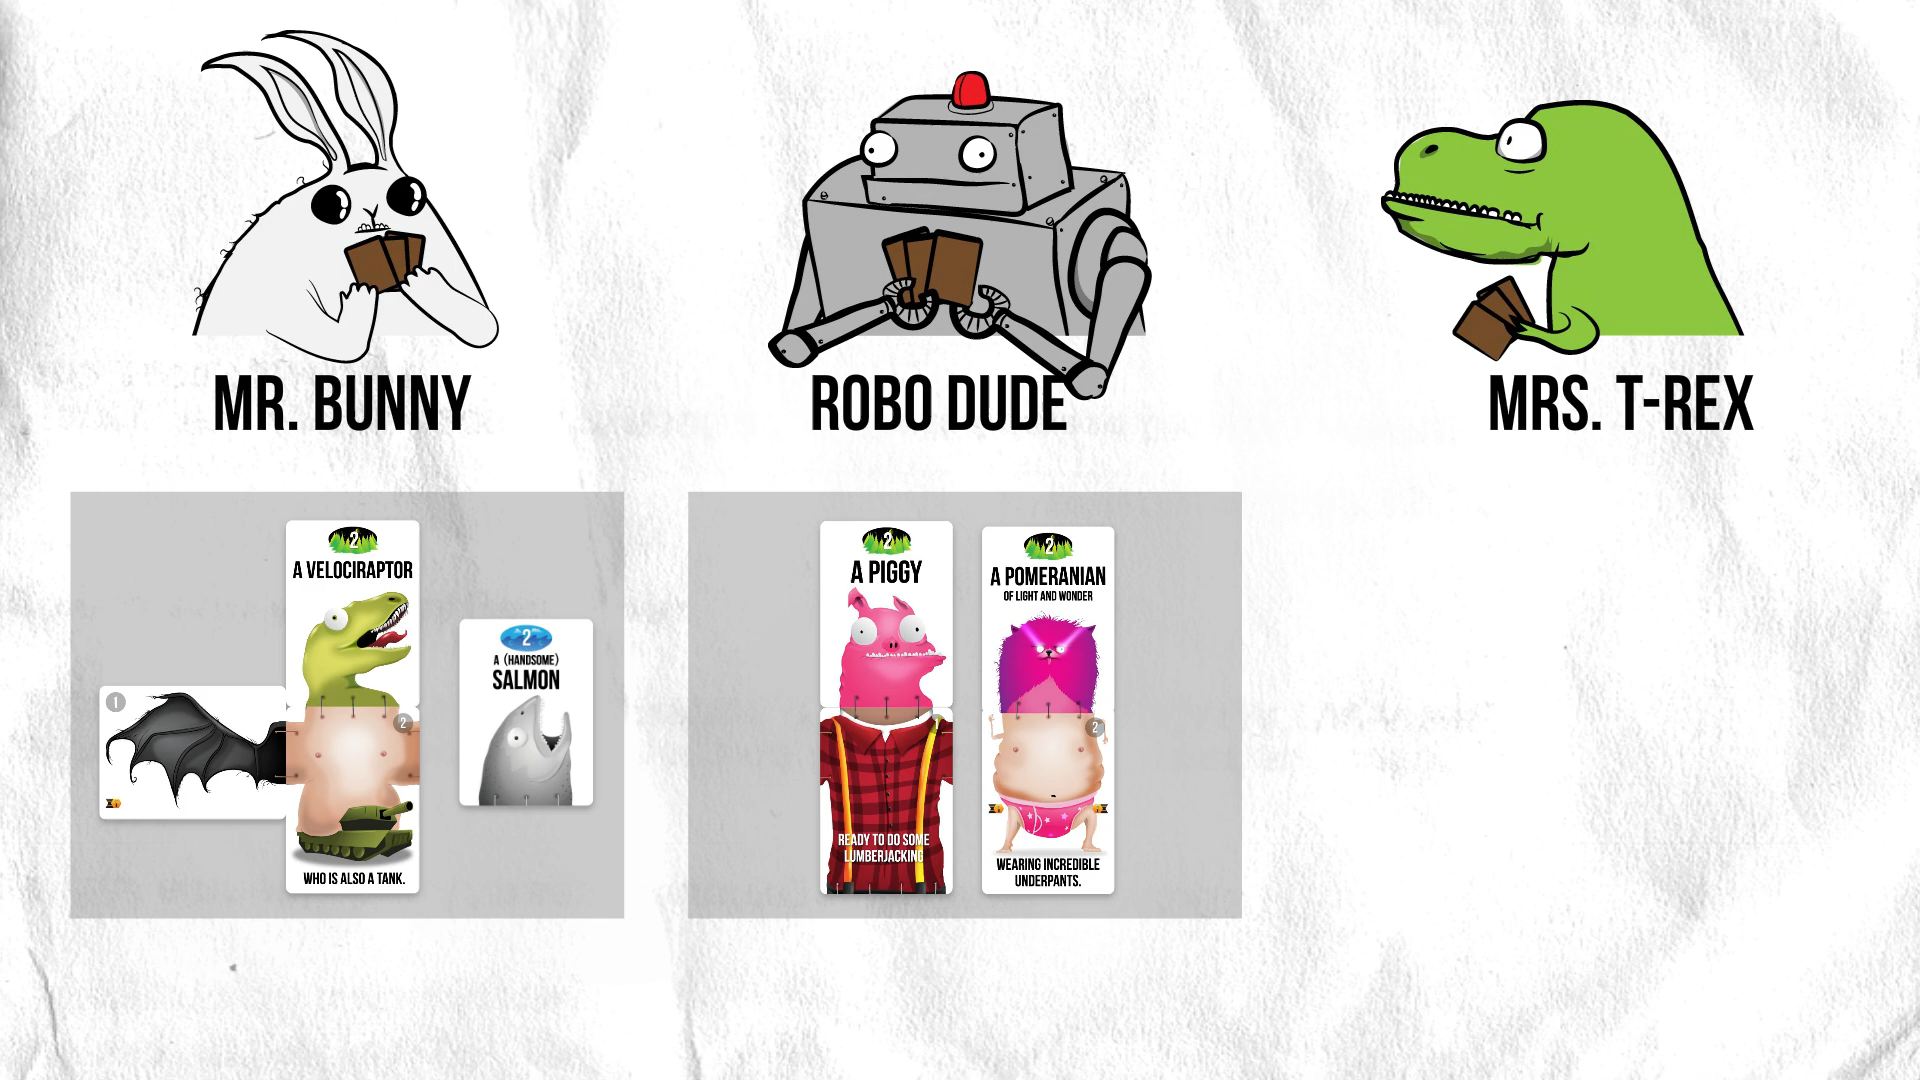 MR. BUNNY
ROBO DUDE
MRS. T-REX
2
A VELOCIRAPTOR
1
2
WHO IS ALSO A TANK.
2
A (HANDSOME)
SALMON
2
A PIGGY
READY TO DO SOME
LUMBERJACKING
2
A POMERANIAN
OF LIGHT AND WONDER
2
WEARING INCREDIBLE
UNDERPANTS.